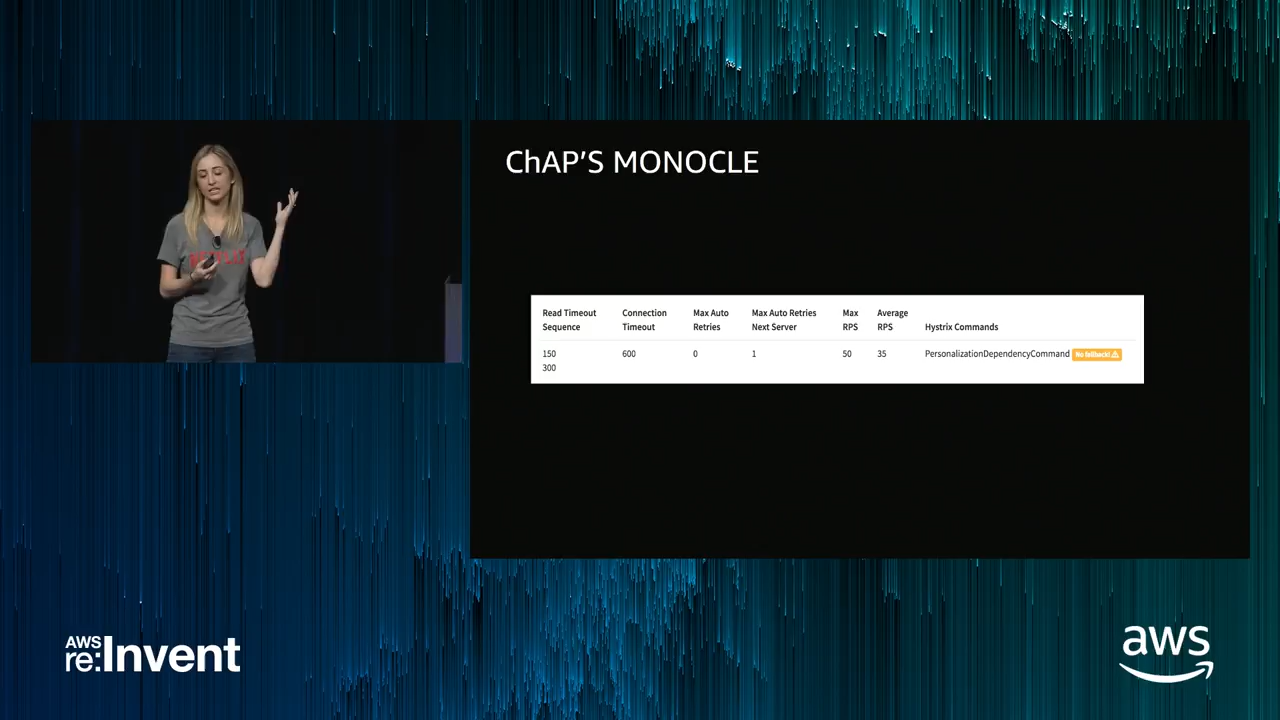 ChAP'S MONOCLE
Read Timeout Sequence Connection Timeout Max Auto Retries Max Auto Retries Next Server Max RPS Average RPS Hystrix Commands
150 600 0 1 50 35 PersonalizationDependencyCommand No fallback!
300
NETFLIX
AWS
re:Invent
aws